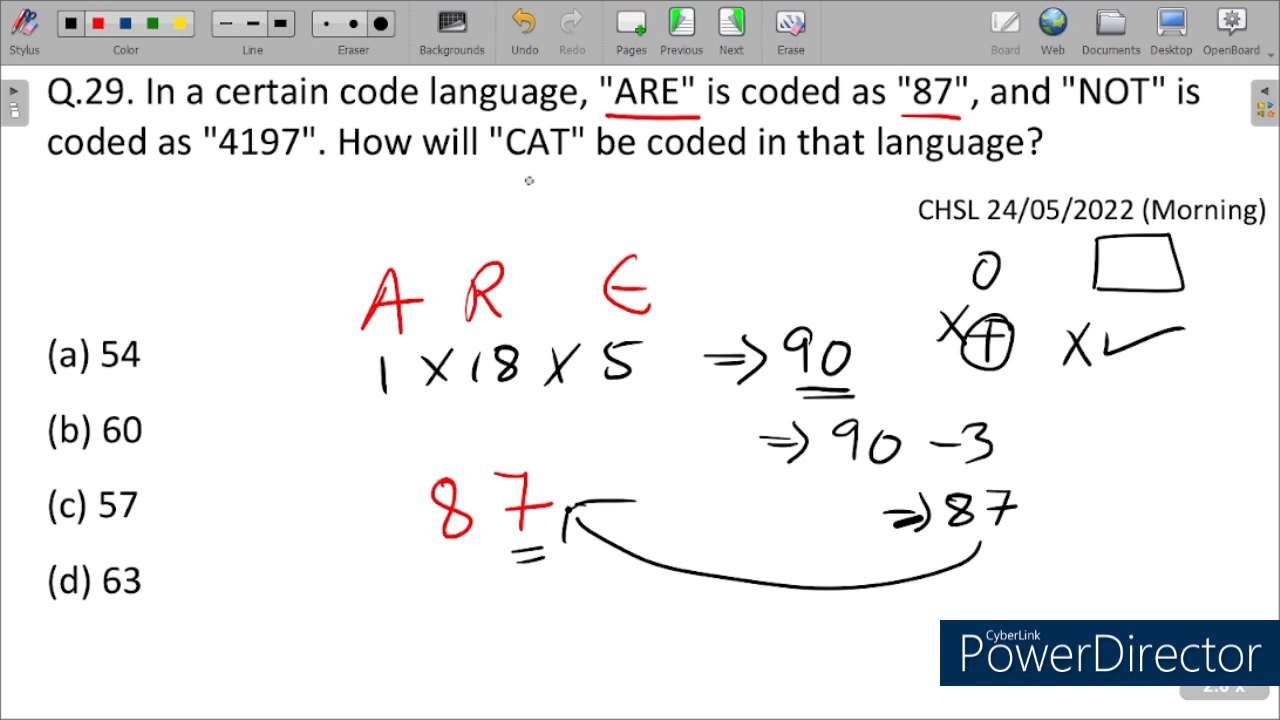 Stylus Color Line Eraser Backgrounds Undo Redo Pages Previous Next Erase Board Web Documents Desktop OpenBoard
Q.29. In a certain code language, "ARE" is coded as "87", and "NOT" is
coded as "4197". How will "CAT" be coded in that language?
CHSL 24/05/2022 (Morning)
A R E
0
1 X 18 X 5 => 90
X + X ✓
(a) 54
(b) 60
=> 90 - 3
(c) 57
87
=> 87
(d) 63
CyberLink
PowerDirector
2.0 x